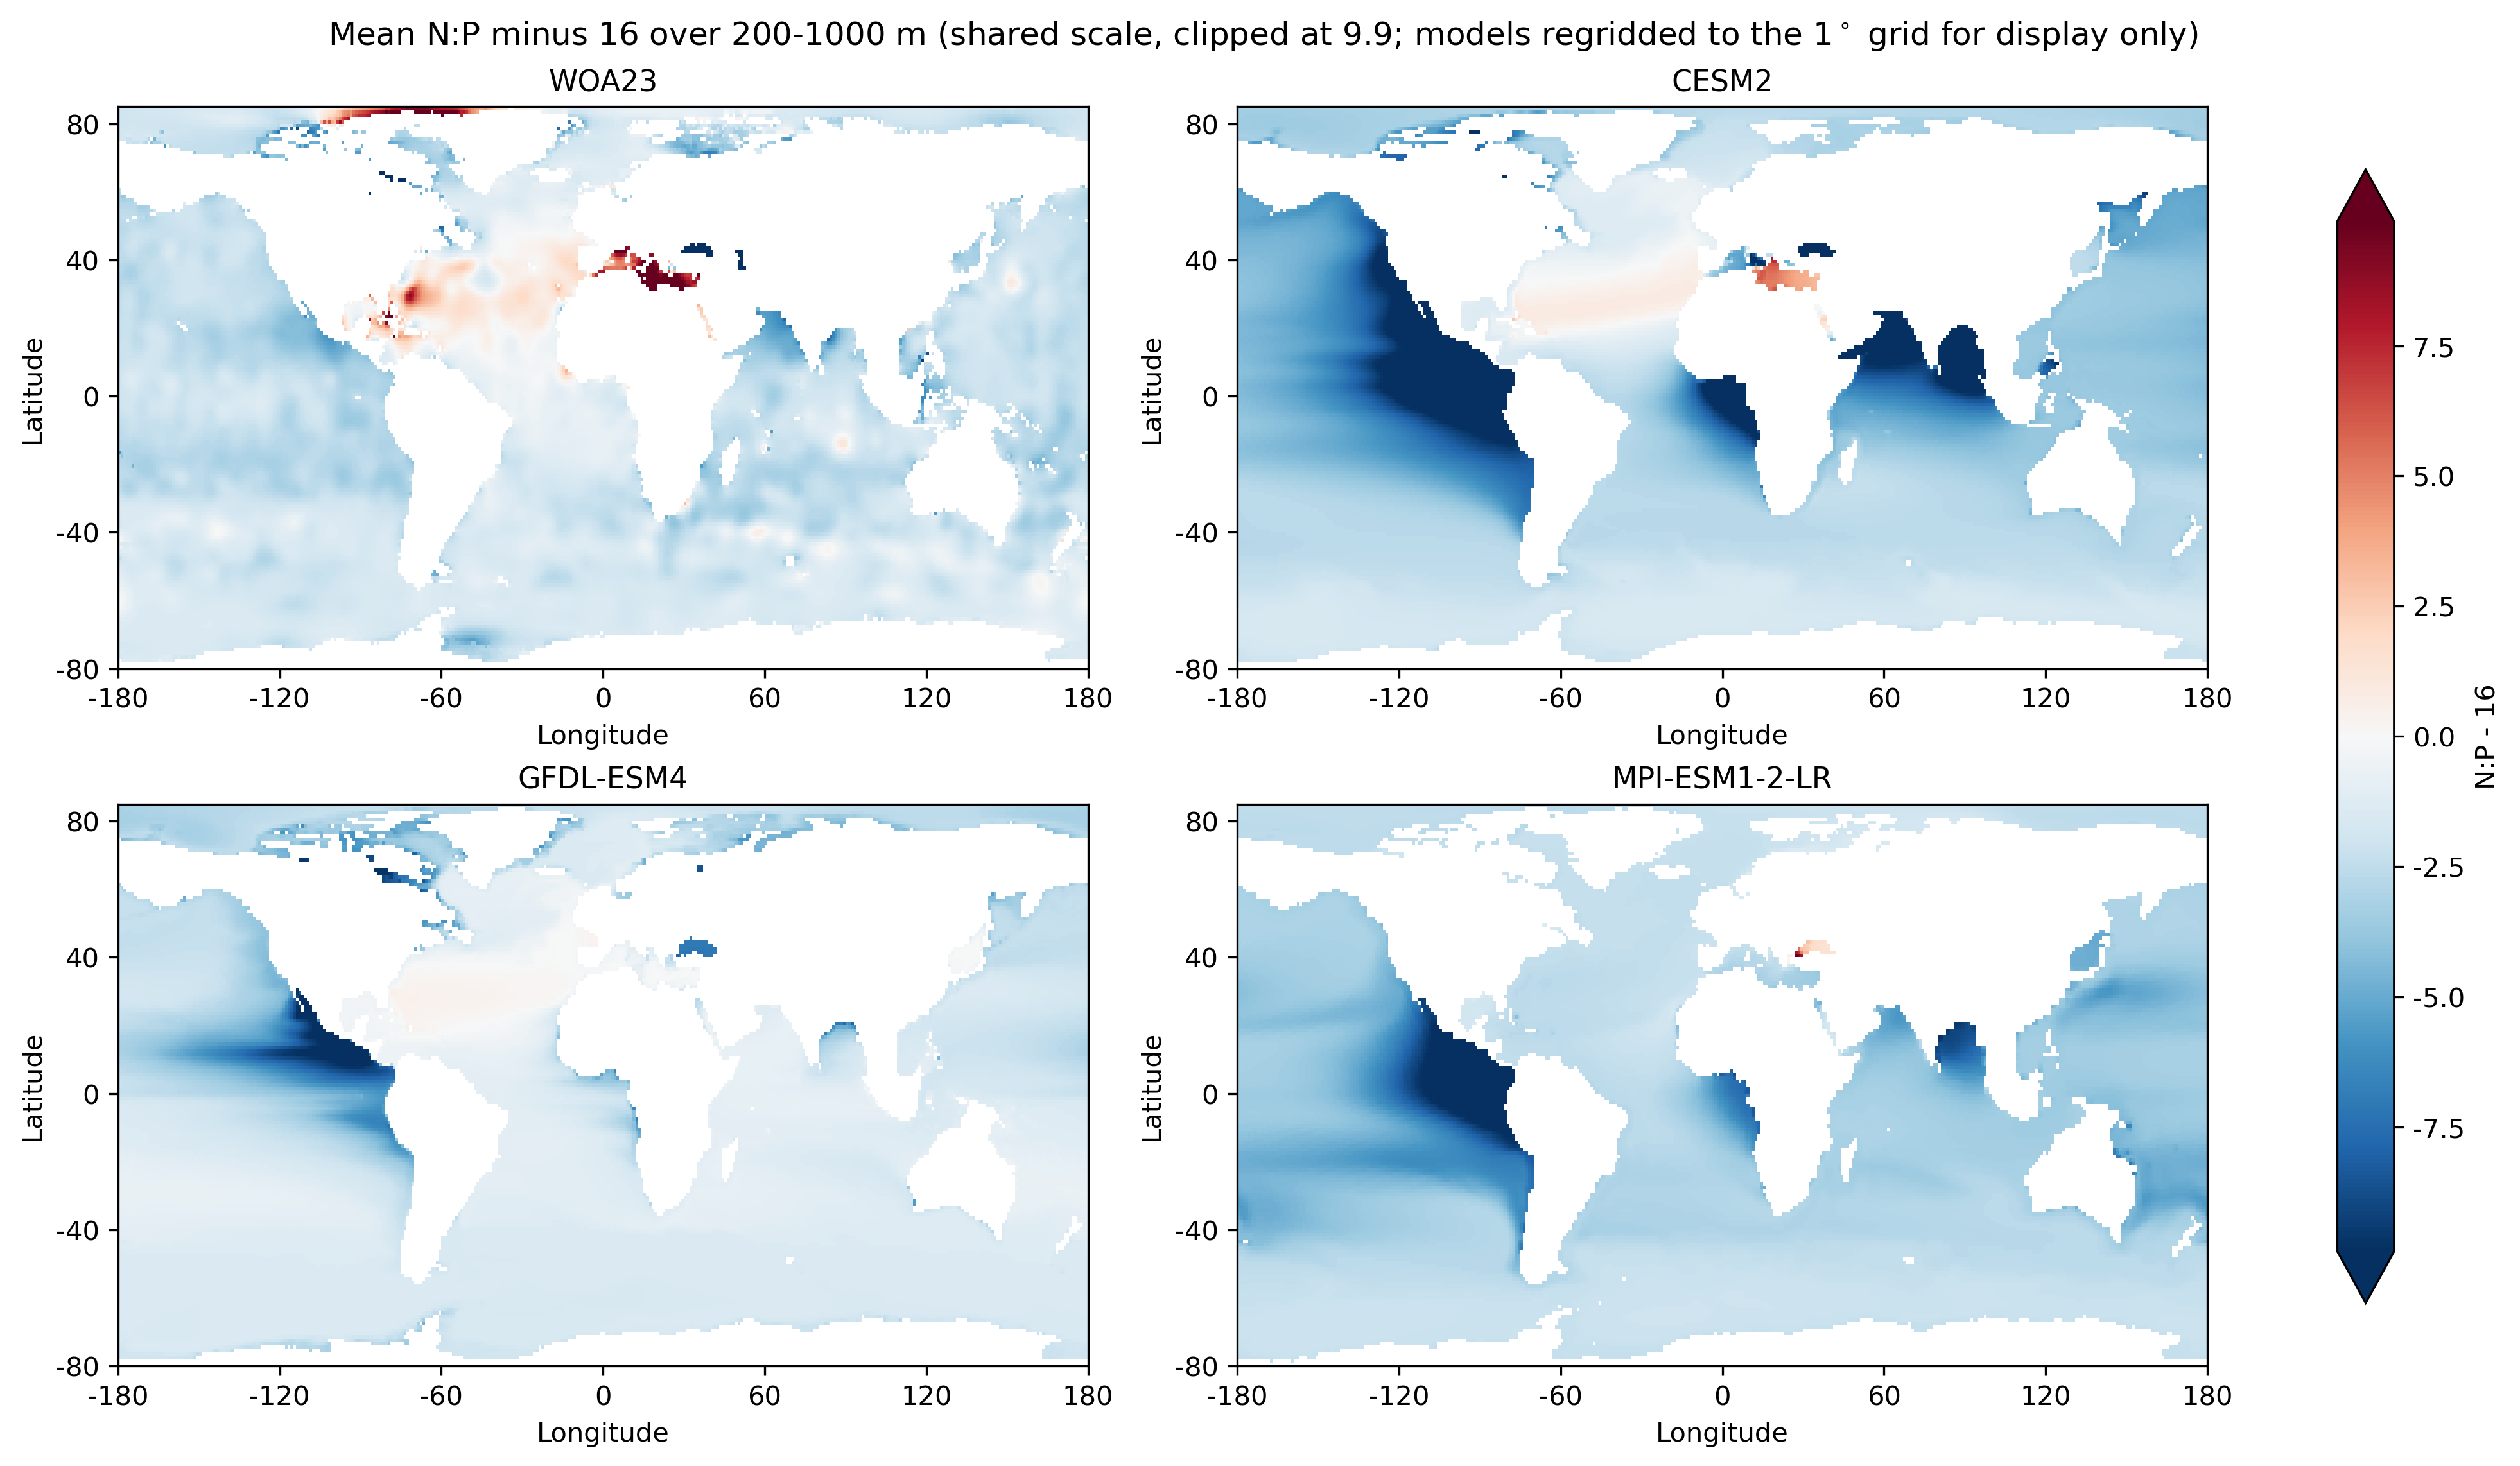 Mean N:P minus 16 over 200-1000 m (shared scale, clipped at 9.9; models regridded to the 1° grid for display only)
WOA23
80
40
0
-40
-80
Latitude
-180 -120 -60 0 60 120 180
Longitude
CESM2
80
40
0
-40
-80
Latitude
-180 -120 -60 0 60 120 180
Longitude
GFDL-ESM4
80
40
0
-40
-80
Latitude
-180 -120 -60 0 60 120 180
Longitude
MPI-ESM1-2-LR
80
40
0
-40
-80
Latitude
-180 -120 -60 0 60 120 180
Longitude
7.5
5.0
2.5
0.0
-2.5
-5.0
-7.5
N:P - 16